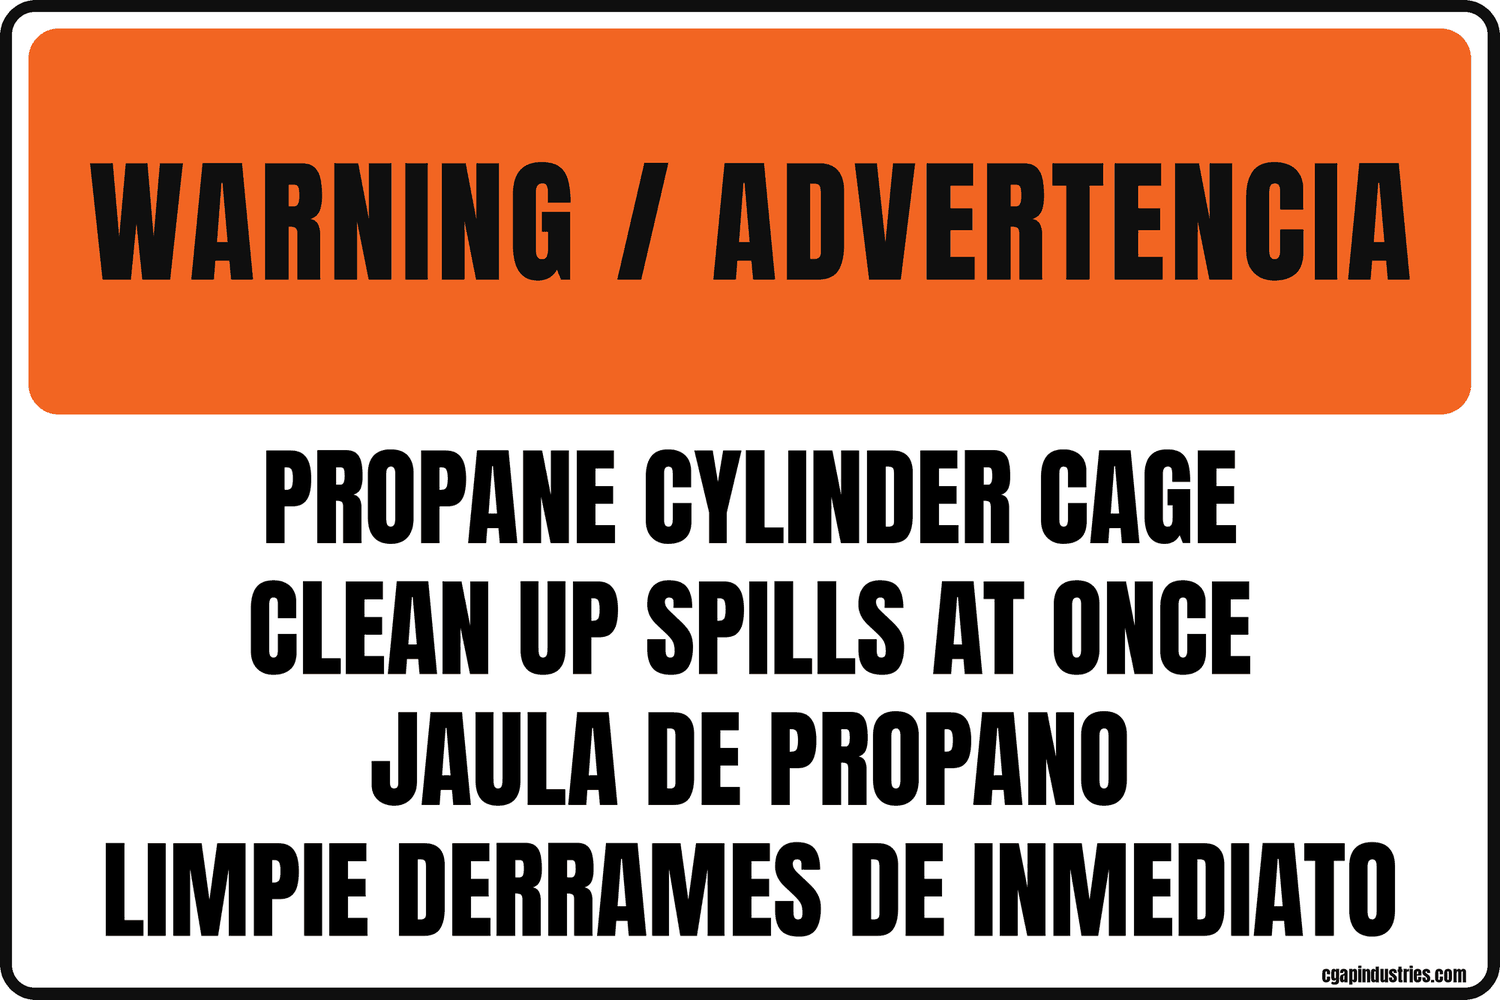 WARNING / ADVERTENCIA
PROPANE CYLINDER CAGE
CLEAN UP SPILLS AT ONCE
JAULA DE PROPANO
LIMPIE DERRAMES DE INMEDIATO
cgapindustries.com